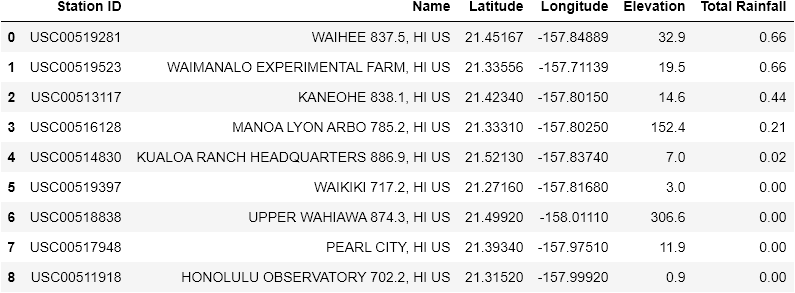 Station ID Name Latitude Longitude Elevation Total Rainfall
0 USC00519281 WAIHEE 837.5, HI US 21.45167 -157.84889 32.9 0.66
1 USC00519523 WAIMANALO EXPERIMENTAL FARM, HI US 21.33556 -157.71139 19.5 0.66
2 USC00513117 KANEOHE 838.1, HI US 21.42340 -157.80150 14.6 0.44
3 USC00516128 MANOA LYON ARBO 785.2, HI US 21.33310 -157.80250 152.4 0.21
4 USC00514830 KUALOA RANCH HEADQUARTERS 886.9, HI US 21.52130 -157.83740 7.0 0.02
5 USC00519397 WAIKIKI 717.2, HI US 21.27160 -157.81680 3.0 0.00
6 USC00518838 UPPER WAHIAWA 874.3, HI US 21.49920 -158.01110 306.6 0.00
7 USC00517948 PEARL CITY, HI US 21.39340 -157.97510 11.9 0.00
8 USC00511918 HONOLULU OBSERVATORY 702.2, HI US 21.31520 -157.99920 0.9 0.00